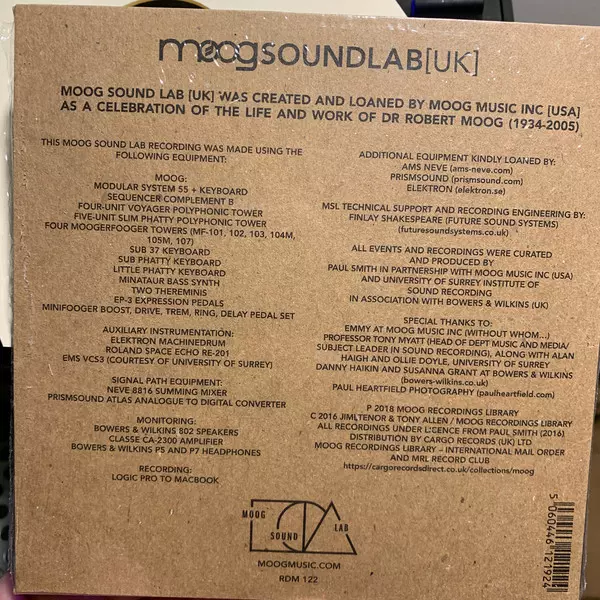 moogSOUNDLAB[UK]
MOOG SOUND LAB [UK] WAS CREATED AND LOANED BY MOOG MUSIC INC [USA]
AS A CELEBRATION OF THE LIFE AND WORK OF DR ROBERT MOOG (1934-2005)
THIS MOOG SOUND LAB RECORDING WAS MADE USING THE
FOLLOWING EQUIPMENT:
MOOG:
MODULAR SYSTEM 55 + KEYBOARD
SEQUENCER COMPLEMENT B
FOUR-UNIT VOYAGER POLYPHONIC TOWER
FIVE-UNIT SLIM PHATTY POLYPHONIC TOWER
FOUR MOOGERFOOGER TOWERS (MF-101, 102, 103, 104M,
105M, 107)
SUB 37 KEYBOARD
SUB PHATTY KEYBOARD
LITTLE PHATTY KEYBOARD
MINATAUR BASS SYNTH
TWO THEREMINIS
EP-3 EXPRESSION PEDALS
MINIFOOGER BOOST, DRIVE, TREM, RING, DELAY PEDAL SET
AUXILIARY INSTRUMENTATION:
ELEKTRON MACHINEDRUM
ROLAND SPACE ECHO RE-201
EMS VCS3 (COURTESY OF UNIVERSITY OF SURREY)
SIGNAL PATH EQUIPMENT:
NEVE 8816 SUMMING MIXER
PRISMSOUND ATLAS ANALOGUE TO DIGITAL CONVERTER
MONITORING:
BOWERS & WILKINS 802 SPEAKERS
CLASSE CA-2300 AMPLIFIER
BOWERS & WILKINS P5 AND P7 HEADPHONES
RECORDING:
LOGIC PRO TO MACBOOK
ADDITIONAL EQUIPMENT KINDLY LOANED BY:
AMS NEVE (ams-neve.com)
PRISMSOUND (prismsound.com)
ELEKTRON (elektron.se)
MSL TECHNICAL SUPPORT AND RECORDING ENGINEERING BY:
FINLAY SHAKESPEARE (FUTURE SOUND SYSTEMS)
(futuresoundsystems.co.uk)
ALL EVENTS AND RECORDINGS WERE CURATED
AND PRODUCED BY
PAUL SMITH IN PARTNERSHIP WITH MOOG MUSIC INC (USA)
AND UNIVERSITY OF SURREY INSTITUTE OF
SOUND RECORDING
IN ASSOCIATION WITH BOWERS & WILKINS (UK)
SPECIAL THANKS TO:
EMMY AT MOOG MUSIC INC (WITHOUT WHOM...)
PROFESSOR TONY MYATT (HEAD OF DEPT MUSIC AND MEDIA/
SUBJECT LEADER IN SOUND RECORDING), ALONG WITH ALAN
HAIGH AND OLLIE DOYLE, UNIVERSITY OF SURREY
DANNY HAIKIN AND SUSANNA GRANT AT BOWERS & WILKINS
(bowers-wilkins.co.uk)
PAUL HEARTFIELD PHOTOGRAPHY (paulheartfield.com)
P 2018 MOOG RECORDINGS LIBRARY
C 2016 JIMI TENOR & TONY ALLEN / MOOG RECORDINGS LIBRARY
ALL RECORDINGS UNDER LICENCE FROM PAUL SMITH (2016)
DISTRIBUTION BY CARGO RECORDS (UK) LTD
MOOG RECORDINGS LIBRARY – INTERNATIONAL MAIL ORDER
AND MRL RECORD CLUB
https://cargorecordsdirect.co.uk/collections/moog
MOOG
SOUND
LAB
MOOGMUSIC.COM
RDM 122
5 060446 121924